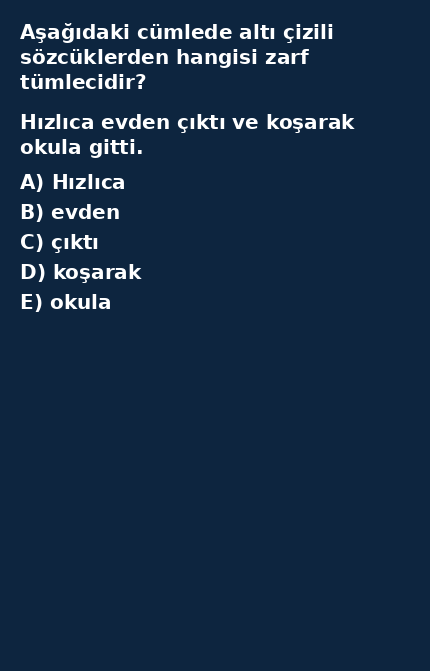 Aşağıdaki cümlede altı çizili
sözcüklerden hangisi zarf
tümlecidir?
Hızlıca evden çıktı ve koşarak
okula gitti.
A) Hızlıca
B) evden
C) çıktı
D) koşarak
E) okula